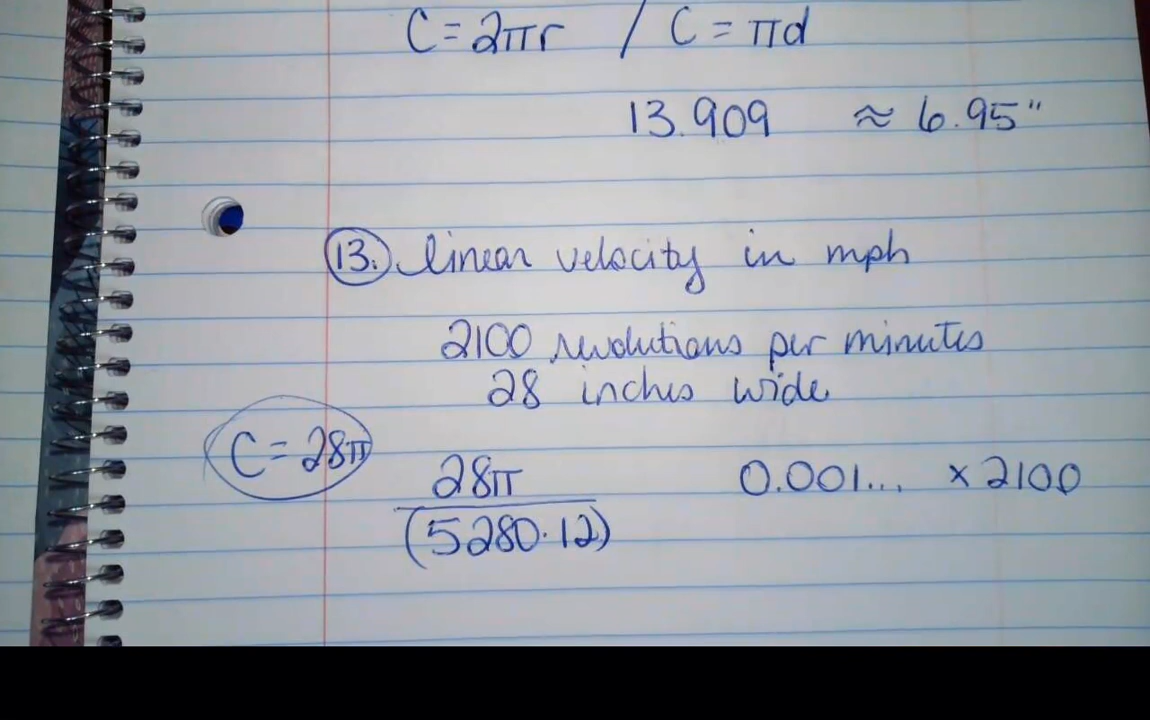 C = 2πr / C = πd
13.909 ≈ 6.95"
13. linear velocity in mph
2100 revolutions per minutes
28 inches wide
C = 28π
28π 0.001... × 2100
(5280·12)